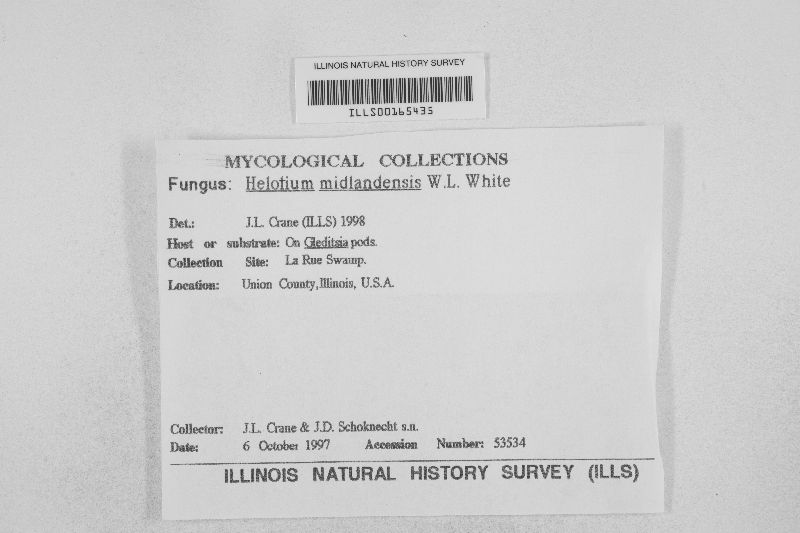 ILLINOIS NATURAL HISTORY SURVEY
ILLS00165435
MYCOLOGICAL COLLECTIONS
Fungus: Helotium midlandensis W.L. White
Det.: J.L. Crane (ILLS) 1998
Host or substrate: On Gleditsia pods.
Collection Site: La Rue Swamp.
Location: Union County, Illinois, U.S.A.
Collector: J.L. Crane & J.D. Schoknecht s.n.
Date: 6 October 1997 Accession Number: 53534
ILLINOIS NATURAL HISTORY SURVEY (ILLS)